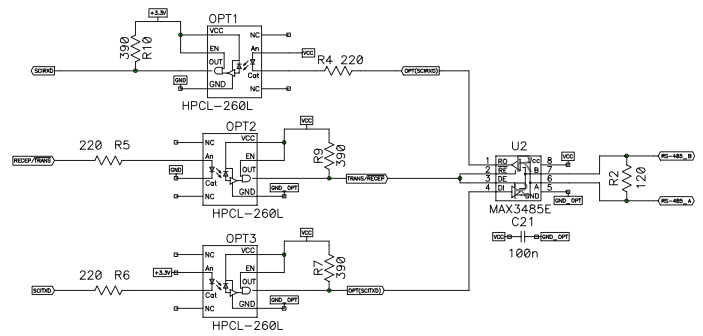 OPT1
+3.3V
VCC
NC
390
R10
EN
An
VCC
OUT
R4 220
SCIRXD
Cat
OPT(SCIRXD)
GND
GND
NC
HPCL-260L
OPT2
VCC
NC
VCC
220 R5
EN
R9
390
U2
RECEP/TRANS
An
OUT
GND
Cat
TRANS/RECEP
GND_OPT
NC
GND
HPCL-260L
1 RO
VCC 8
VCC
2 RE
B 7
RS-485_B
3 DE
A 6
R2
120
4 DI
GND 5
GND_OPT
RS-485_A
MAX3485E
C21
VCC
GND_OPT
100n
OPT3
VCC
NC
VCC
220 R6
+3.3V
An
EN
R7
390
OUT
SCITXD
Cat
OPT(SCITXD)
GND_OPT
NC
GND
HPCL-260L